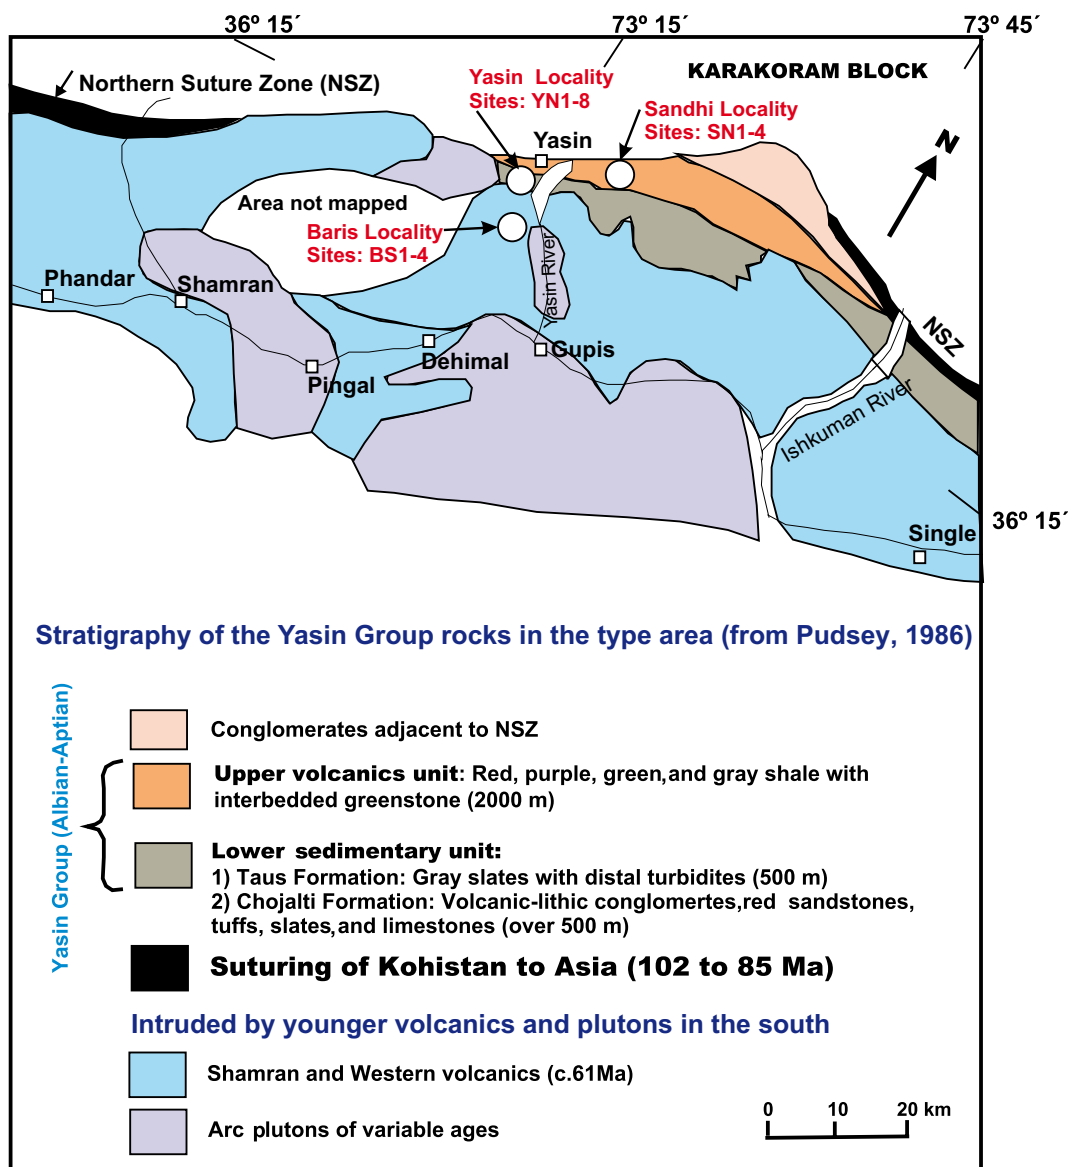 36º 15´
73º 15´
73º 45´
Northern Suture Zone (NSZ)
Yasin Locality
Sites: YN1-8
KARAKORAM BLOCK
Sandhi Locality
Sites: SN1-4
Yasin
N
Area not mapped
Baris Locality
Sites: BS1-4
Yasin River
Phandar
Shamran
NSZ
Dehimal
Gupis
Pingal
Ishkuman River
36º 15´
Single
Stratigraphy of the Yasin Group rocks in the type area (from Pudsey, 1986)
Yasin Group (Albian-Aptian)
Conglomerates adjacent to NSZ
Upper volcanics unit: Red, purple, green,and gray shale with
interbedded greenstone (2000 m)
Lower sedimentary unit:
1) Taus Formation: Gray slates with distal turbidites (500 m)
2) Chojalti Formation: Volcanic-lithic conglomertes,red sandstones,
tuffs, slates,and limestones (over 500 m)
Suturing of Kohistan to Asia (102 to 85 Ma)
Intruded by younger volcanics and plutons in the south
Shamran and Western volcanics (c.61Ma)
Arc plutons of variable ages
0 10 20 km